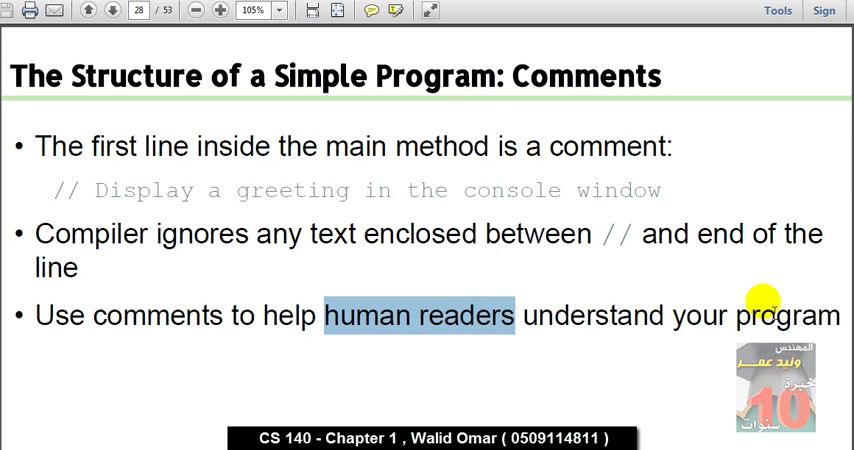 28 / 53 105% Tools Sign
The Structure of a Simple Program: Comments
• The first line inside the main method is a comment:
// Display a greeting in the console window
• Compiler ignores any text enclosed between // and end of the
line
• Use comments to help human readers understand your program
المهندس
وليد عمر
خبرة
10
سنوات
CS 140 - Chapter 1 , Walid Omar ( 0509114811 )